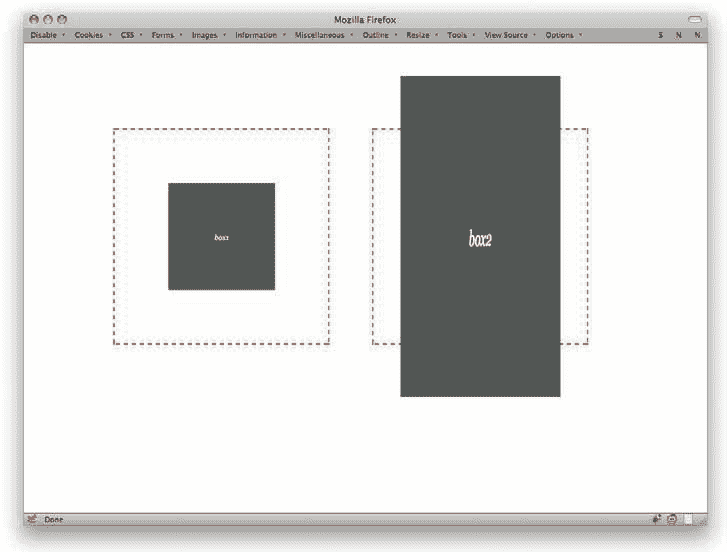 Mozilla Firefox
Disable Cookies CSS Forms Images Information Miscellaneous Outline Resize Tools View Source Options S N N
box1
box2
Done